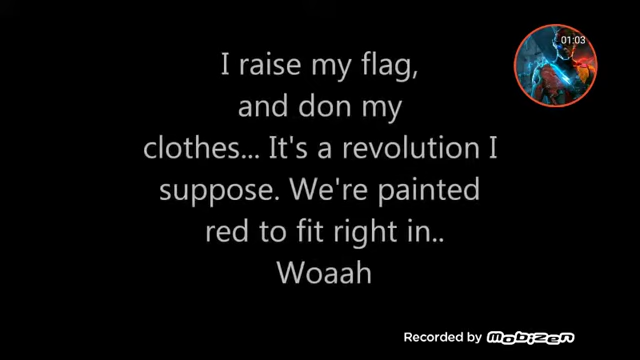 I raise my flag,
and don my
clothes... It's a revolution I
suppose. We're painted
red to fit right in..
Woaah
01:03
Recorded by mobizen